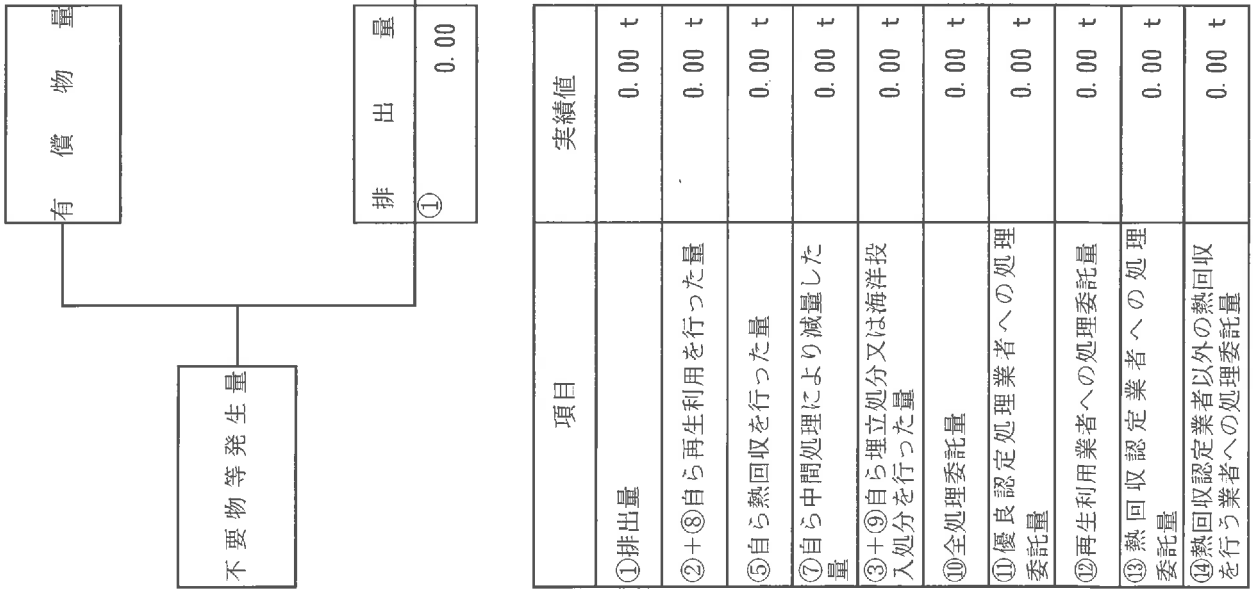 有償物量
排出量
① 0.00
不要物等発生量
項目 実績値
①排出量 0.00 t
②+⑧自ら再生利用を行った量 0.00 t
⑤自ら熱回収を行った量 0.00 t
⑦自ら中間処理により減量した
量 0.00 t
③+⑨自ら埋立処分又は海洋投
入処分を行った量 0.00 t
⑩全処理委託量 0.00 t
⑪優良認定処理業者への処理
委託量 0.00 t
⑫再生利用業者への処理委託量 0.00 t
⑬熱回収認定業者への処理
委託量 0.00 t
⑭熱回収認定業者以外の熱回収
を行う業者への処理委託量 0.00 t